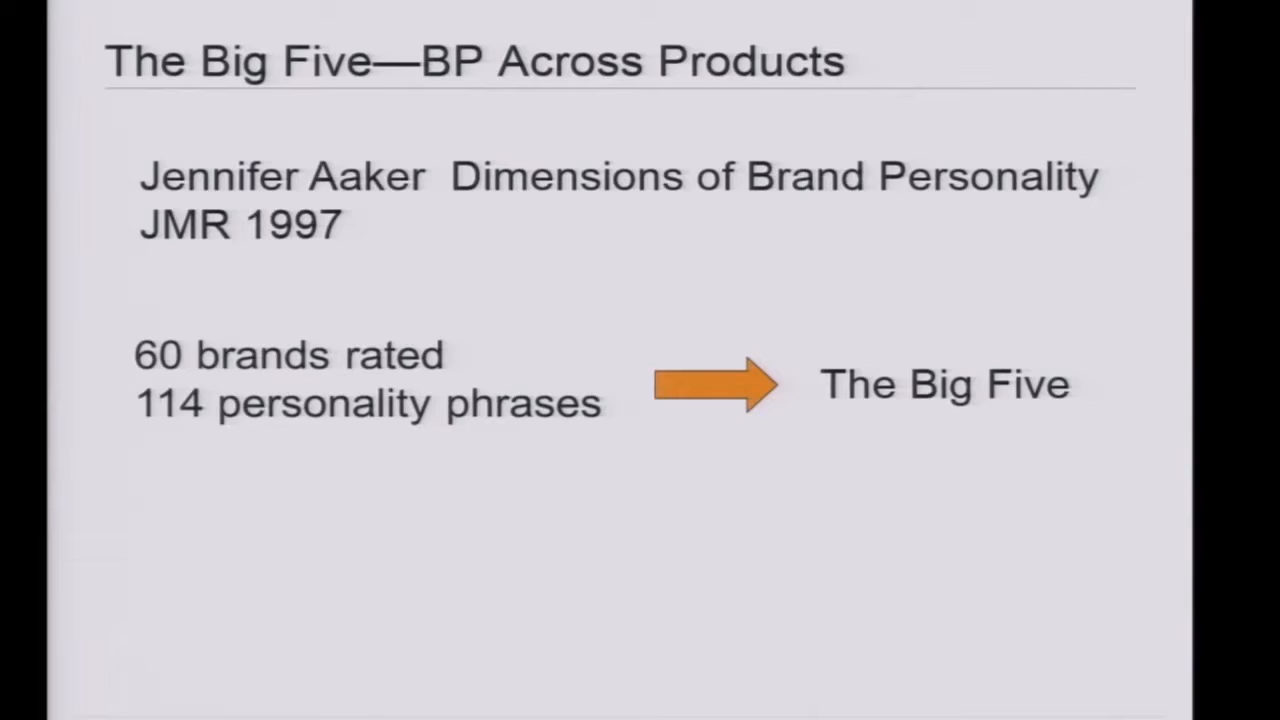 The Big Five—BP Across Products
Jennifer Aaker Dimensions of Brand Personality
JMR 1997
60 brands rated
114 personality phrases
The Big Five